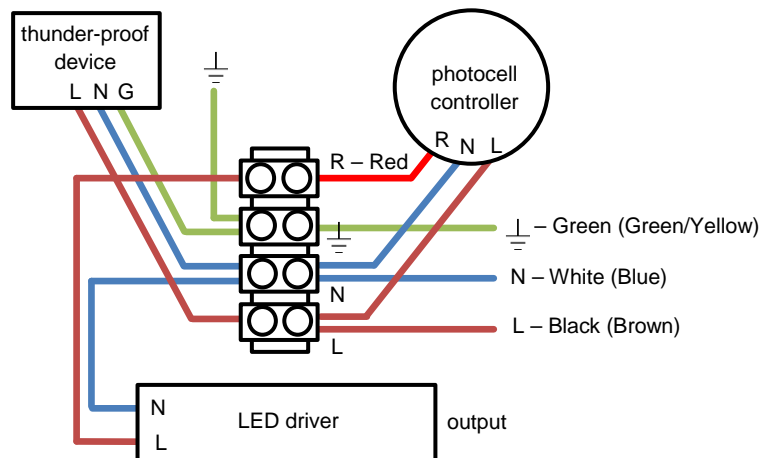 thunder-proof
device
L N G
photocell
controller
R N L
R – Red
⏚ – Green (Green/Yellow)
N – White (Blue)
N
L – Black (Brown)
L
N
LED driver
output
L